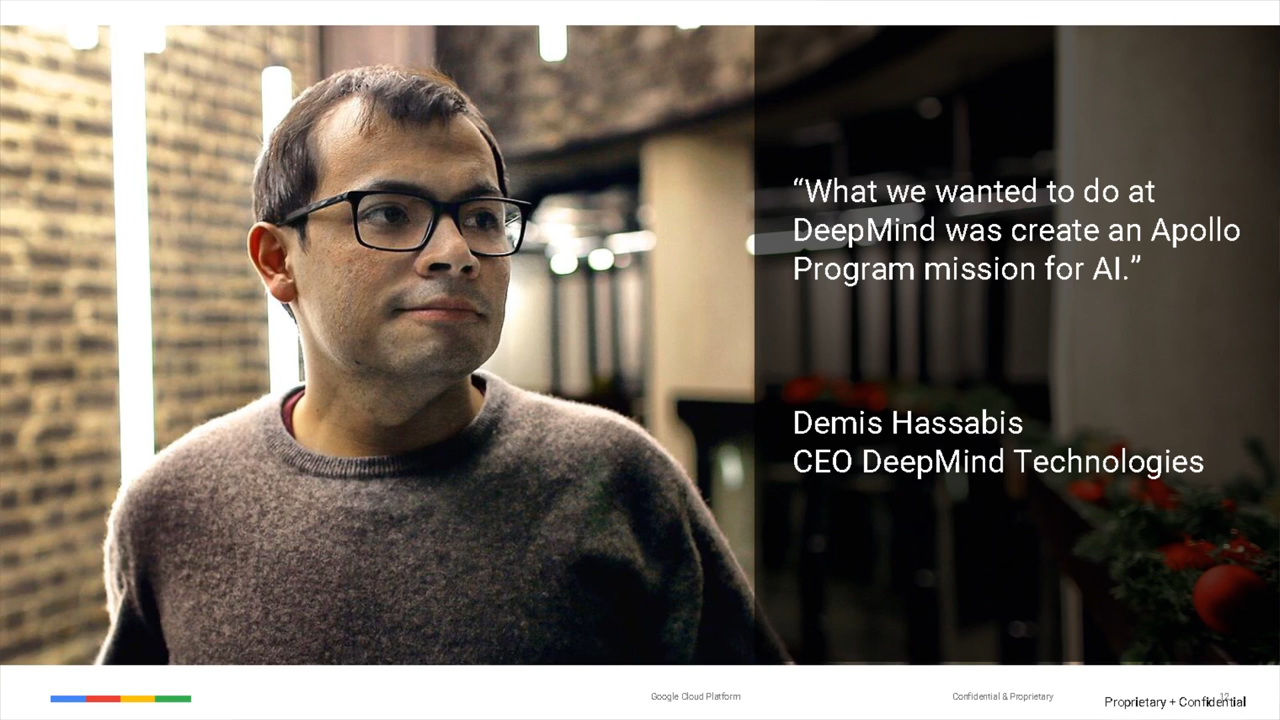 “What we wanted to do at
DeepMind was create an Apollo
Program mission for AI.”
Demis Hassabis
CEO DeepMind Technologies
Google Cloud Platform
Confidential & Proprietary
12
Proprietary + Confidential